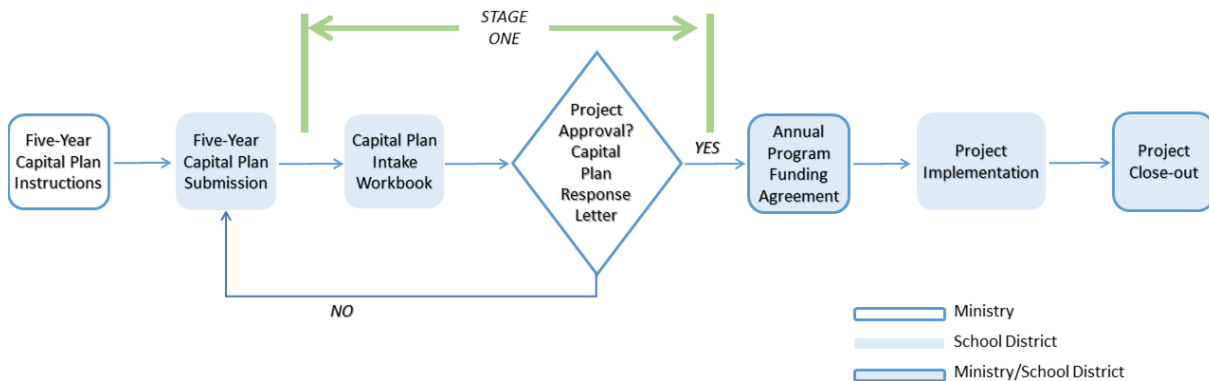 STAGE
ONE
Five-Year
Capital Plan
Instructions
Five-Year
Capital Plan
Submission
Capital Plan
Intake
Workbook
Project
Approval?
Capital
Plan
Response
Letter
YES
Annual
Program
Funding
Agreement
Project
Implementation
Project
Close-out
NO
Ministry
School District
Ministry/School District